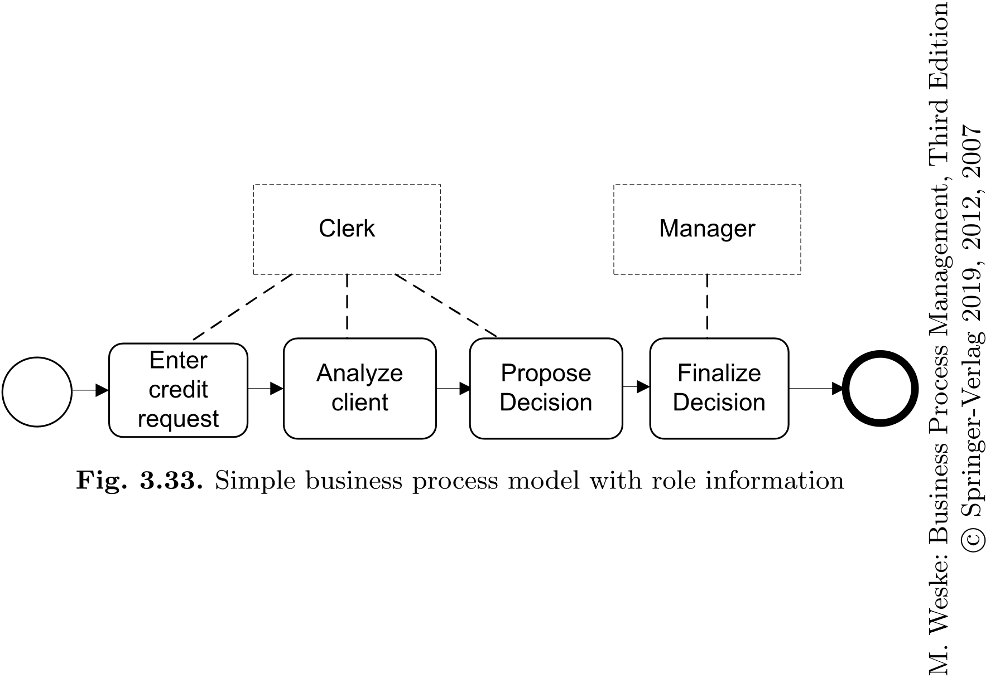 Clerk
Manager
Enter
credit
request
Analyze
client
Propose
Decision
Finalize
Decision
Fig. 3.33. Simple business process model with role information
M. Weske: Business Process Management, Third Edition
© Springer-Verlag 2019, 2012, 2007